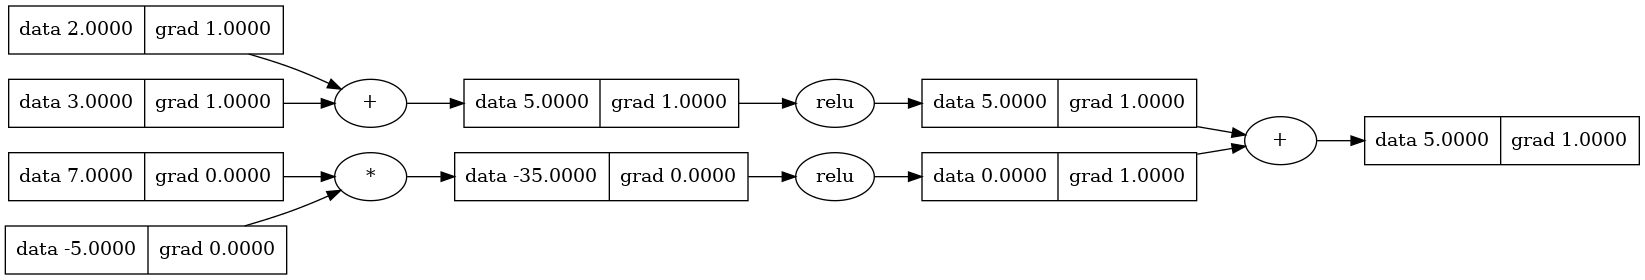 data 2.0000 grad 1.0000
data 3.0000 grad 1.0000
+
data 5.0000 grad 1.0000
relu
data 5.0000 grad 1.0000
data 7.0000 grad 0.0000
*
data -35.0000 grad 0.0000
relu
data 0.0000 grad 1.0000
+
data 5.0000 grad 1.0000
data -5.0000 grad 0.0000